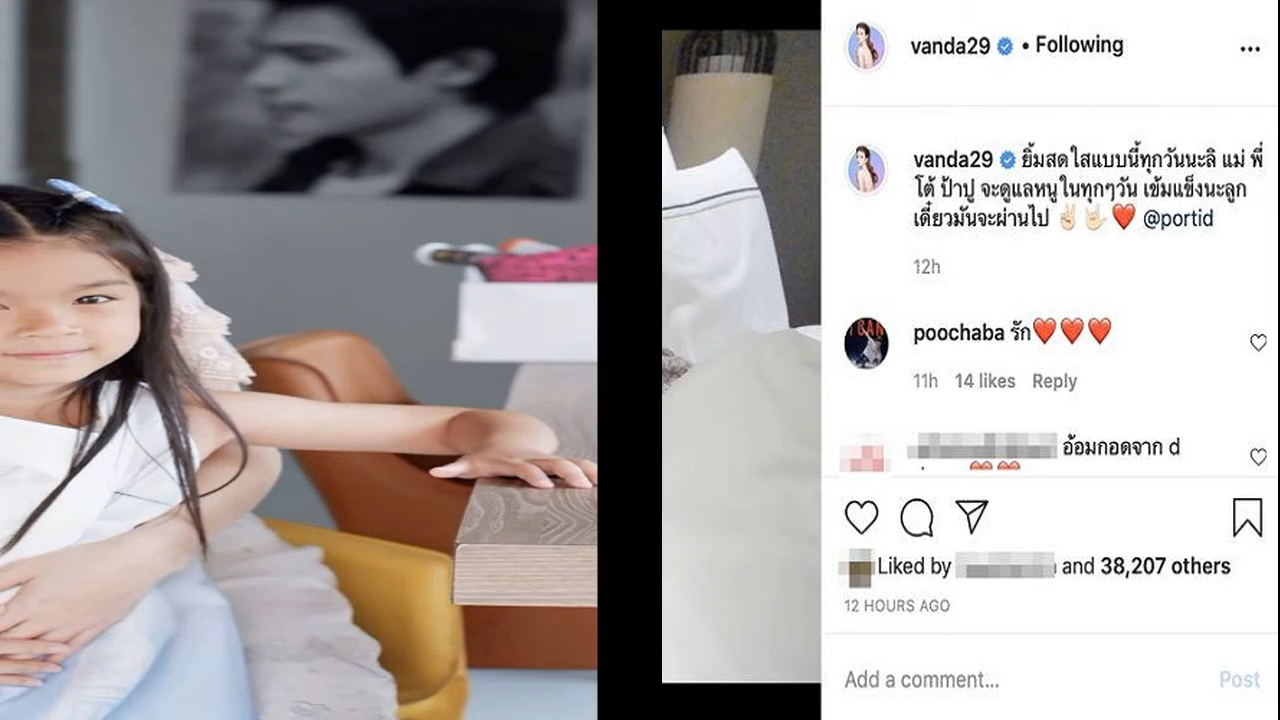 vanda29 • Following
vanda29 ยิ้มสดใสแบบนี้ทุกวันนะลิ แม่ พี่
โต้ ป้าปู จะดูแลหนูในทุกๆวัน เข้มแข็งนะลูก
เดี๋ยวมันจะผ่านไป ✌🏻🤟🏻❤️ @portid
12h
poochaba รัก❤️❤️❤️
11h 14 likes Reply
อ้อมกอดจาก d
Liked by and 38,207 others
12 HOURS AGO
Add a comment... Post